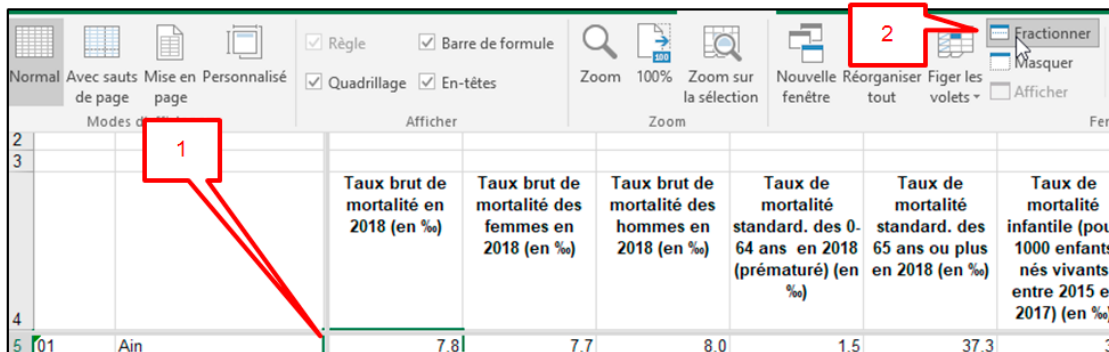 Normal
Avec sauts
de page
Mise en
page
Personnalisé
Modes d'
Règle
Barre de formule
Quadrillage
En-têtes
Afficher
Zoom
100
100%
Zoom sur
la sélection
Zoom
Nouvelle
fenêtre
Réorganiser
tout
Figer les
volets
2
Fractionner
Masquer
Afficher
1
2
3
4
Taux brut de
mortalité en
2018 (en ‰)
Taux brut de
mortalité des
femmes en
2018 (en ‰)
Taux brut de
mortalité des
hommes en
2018 (en ‰)
Taux de
mortalité
standard. des 0-
64 ans en 2018
(prématuré) (en
‰)
Taux de
mortalité
standard. des
65 ans ou plus
en 2018 (en ‰)
Taux de
mortalité
infantile (pou
1000 enfants
nés vivants
entre 2015 e
2017) (en ‰)
5 01 Ain 7.8 7.7 8.0 1.5 37.3